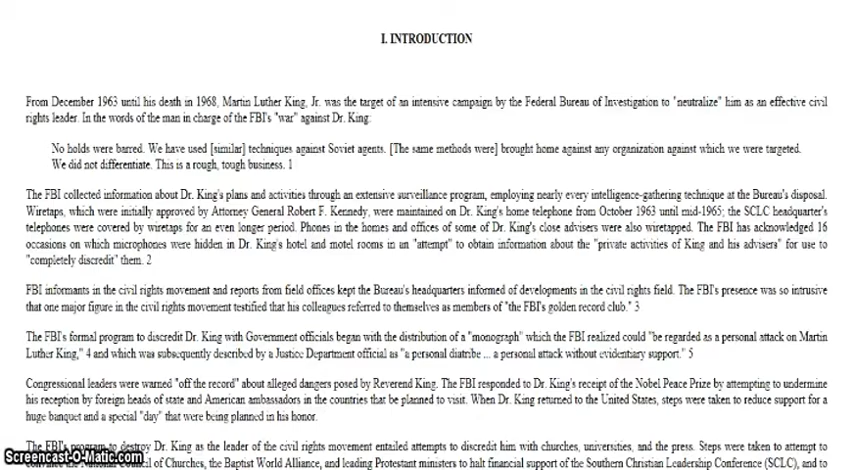 I. INTRODUCTION
From December 1963 until his death in 1968, Martin Luther King, Jr. was the target of an intensive campaign by the Federal Bureau of Investigation to "neutralize" him as an effective civil
rights leader. In the words of the man in charge of the FBI's "war" against Dr. King:
No holds were barred. We have used [similar] techniques against Soviet agents. [The same methods were] brought home against any organization against which we were targeted.
We did not differentiate. This is a rough, tough business. 1
The FBI collected information about Dr. King's plans and activities through an extensive surveillance program, employing nearly every intelligence-gathering technique at the Bureau's disposal.
Wiretaps, which were initially approved by Attorney General Robert F. Kennedy, were maintained on Dr. King's home telephone from October 1963 until mid-1965; the SCLC headquarter's
telephones were covered by wiretaps for an even longer period. Phones in the homes and offices of some of Dr. King's close advisers were also wiretapped. The FBI has acknowledged 16
occasions on which microphones were hidden in Dr. King's hotel and motel rooms in an "attempt" to obtain information about the "private activities of King and his advisers" for use to
"completely discredit" them. 2
FBI informants in the civil rights movement and reports from field offices kept the Bureau's headquarters informed of developments in the civil rights field. The FBI's presence was so intrusive
that one major figure in the civil rights movement testified that his colleagues referred to themselves as members of "the FBI's golden record club." 3
The FBI's formal program to discredit Dr. King with Government officials began with the distribution of a "monograph" which the FBI realized could "be regarded as a personal attack on Martin
Luther King," 4 and which was subsequently described by a Justice Department official as "a personal diatribe ... a personal attack without evidentiary support." 5
Congressional leaders were warned "off the record" about alleged dangers posed by Reverend King. The FBI responded to Dr. King's receipt of the Nobel Peace Prize by attempting to undermine
his reception by foreign heads of state and American ambassadors in the countries that be planned to visit. When Dr. King returned to the United States, steps were taken to reduce support for a
huge banquet and a special "day" that were being planned in his honor.
The FBI's program to destroy Dr. King as the leader of the civil rights movement entailed attempts to discredit him with churches, universities, and the press. Steps were taken to attempt to
convince the National Council of Churches, the Baptist World Alliance, and leading Protestant ministers to halt financial support of the Southern Christian Leadership Conference (SCLC), and to
Screencast-O-Matic.com